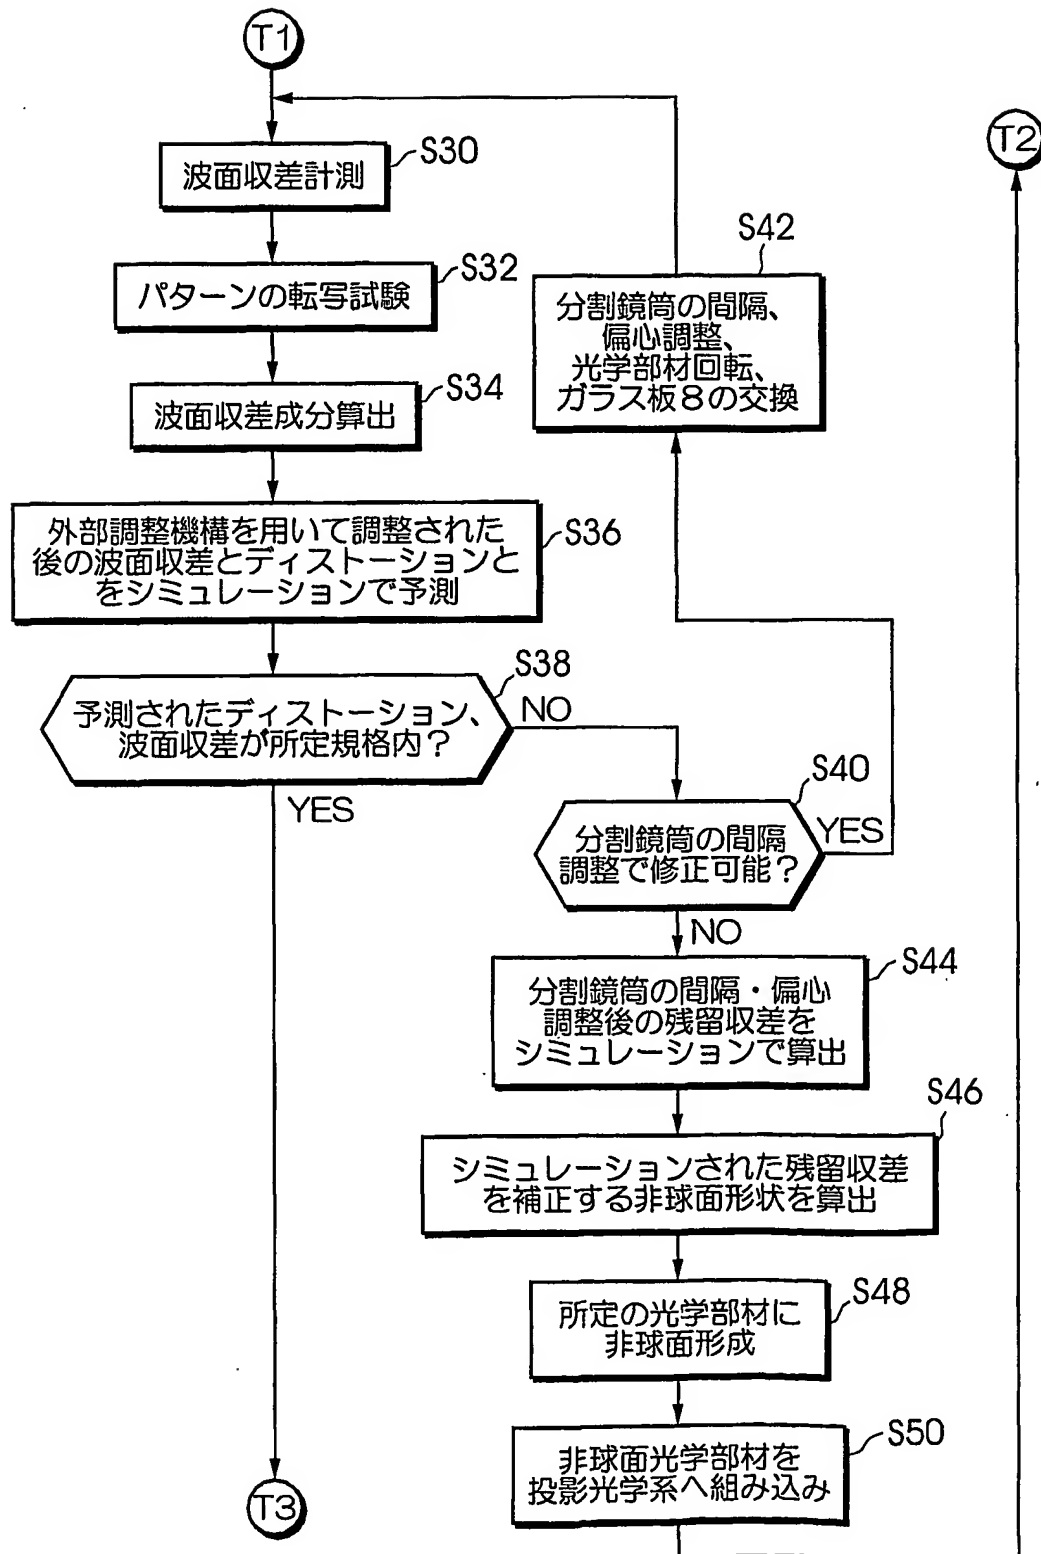 T1
S30
波面収差計測
S32
パターンの転写試験
S34
波面収差成分算出
S36
外部調整機構を用いて調整された
後の波面収差とディストーションと
をシミュレーションで予測
S38
予測されたディストーション、
波面収差が所定規格内？
NO
YES
T3
S40
分割鏡筒の間隔
調整で修正可能？
YES
NO
S42
分割鏡筒の間隔、
偏心調整、
光学部材回転、
ガラス板８の交換
S44
分割鏡筒の間隔・偏心
調整後の残留収差を
シミュレーションで算出
S46
シミュレーションされた残留収差
を補正する非球面形状を算出
S48
所定の光学部材に
非球面形成
S50
非球面光学部材を
投影光学系へ組み込み
T2